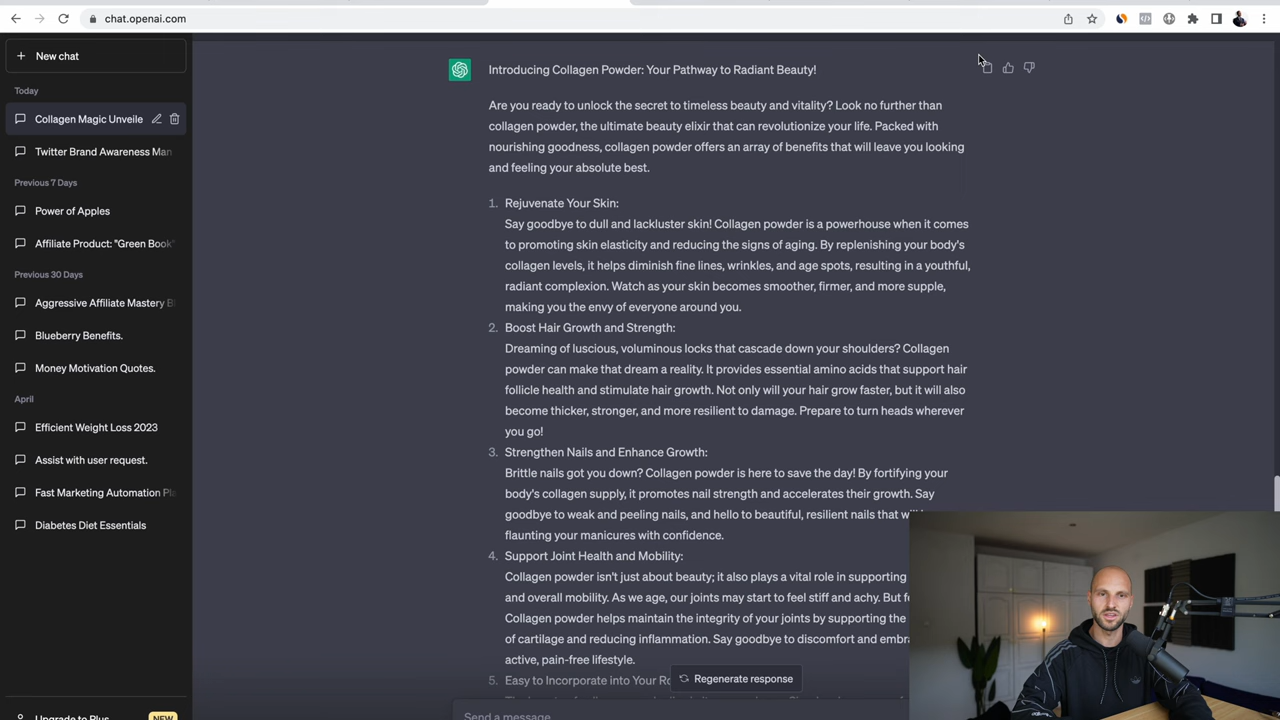 chat.openai.com
New chat
Today
Collagen Magic Unveile
Twitter Brand Awareness Man
Previous 7 Days
Power of Apples
Affiliate Product: "Green Book"
Previous 30 Days
Aggressive Affiliate Mastery B
Blueberry Benefits.
Money Motivation Quotes.
April
Efficient Weight Loss 2023
Assist with user request.
Fast Marketing Automation Pla
Diabetes Diet Essentials
Upgrade to Plus
NEW
Introducing Collagen Powder: Your Pathway to Radiant Beauty!
Are you ready to unlock the secret to timeless beauty and vitality? Look no further than
collagen powder, the ultimate beauty elixir that can revolutionize your life. Packed with
nourishing goodness, collagen powder offers an array of benefits that will leave you looking
and feeling your absolute best.
1. Rejuvenate Your Skin:
Say goodbye to dull and lackluster skin! Collagen powder is a powerhouse when it comes
to promoting skin elasticity and reducing the signs of aging. By replenishing your body's
collagen levels, it helps diminish fine lines, wrinkles, and age spots, resulting in a youthful,
radiant complexion. Watch as your skin becomes smoother, firmer, and more supple,
making you the envy of everyone around you.
2. Boost Hair Growth and Strength:
Dreaming of luscious, voluminous locks that cascade down your shoulders? Collagen
powder can make that dream a reality. It provides essential amino acids that support hair
follicle health and stimulate hair growth. Not only will your hair grow faster, but it will also
become thicker, stronger, and more resilient to damage. Prepare to turn heads wherever
you go!
3. Strengthen Nails and Enhance Growth:
Brittle nails got you down? Collagen powder is here to save the day! By fortifying your
body's collagen supply, it promotes nail strength and accelerates their growth. Say
goodbye to weak and peeling nails, and hello to beautiful, resilient nails that
flaunting your manicures with confidence.
4. Support Joint Health and Mobility:
Collagen powder isn't just about beauty; it also plays a vital role in supporting
and overall mobility. As we age, our joints may start to feel stiff and achy. But
Collagen powder helps maintain the integrity of your joints by supporting the
of cartilage and reducing inflammation. Say goodbye to discomfort and embra
active, pain-free lifestyle.
5. Easy to Incorporate into Your Ro
Regenerate response
Send a message